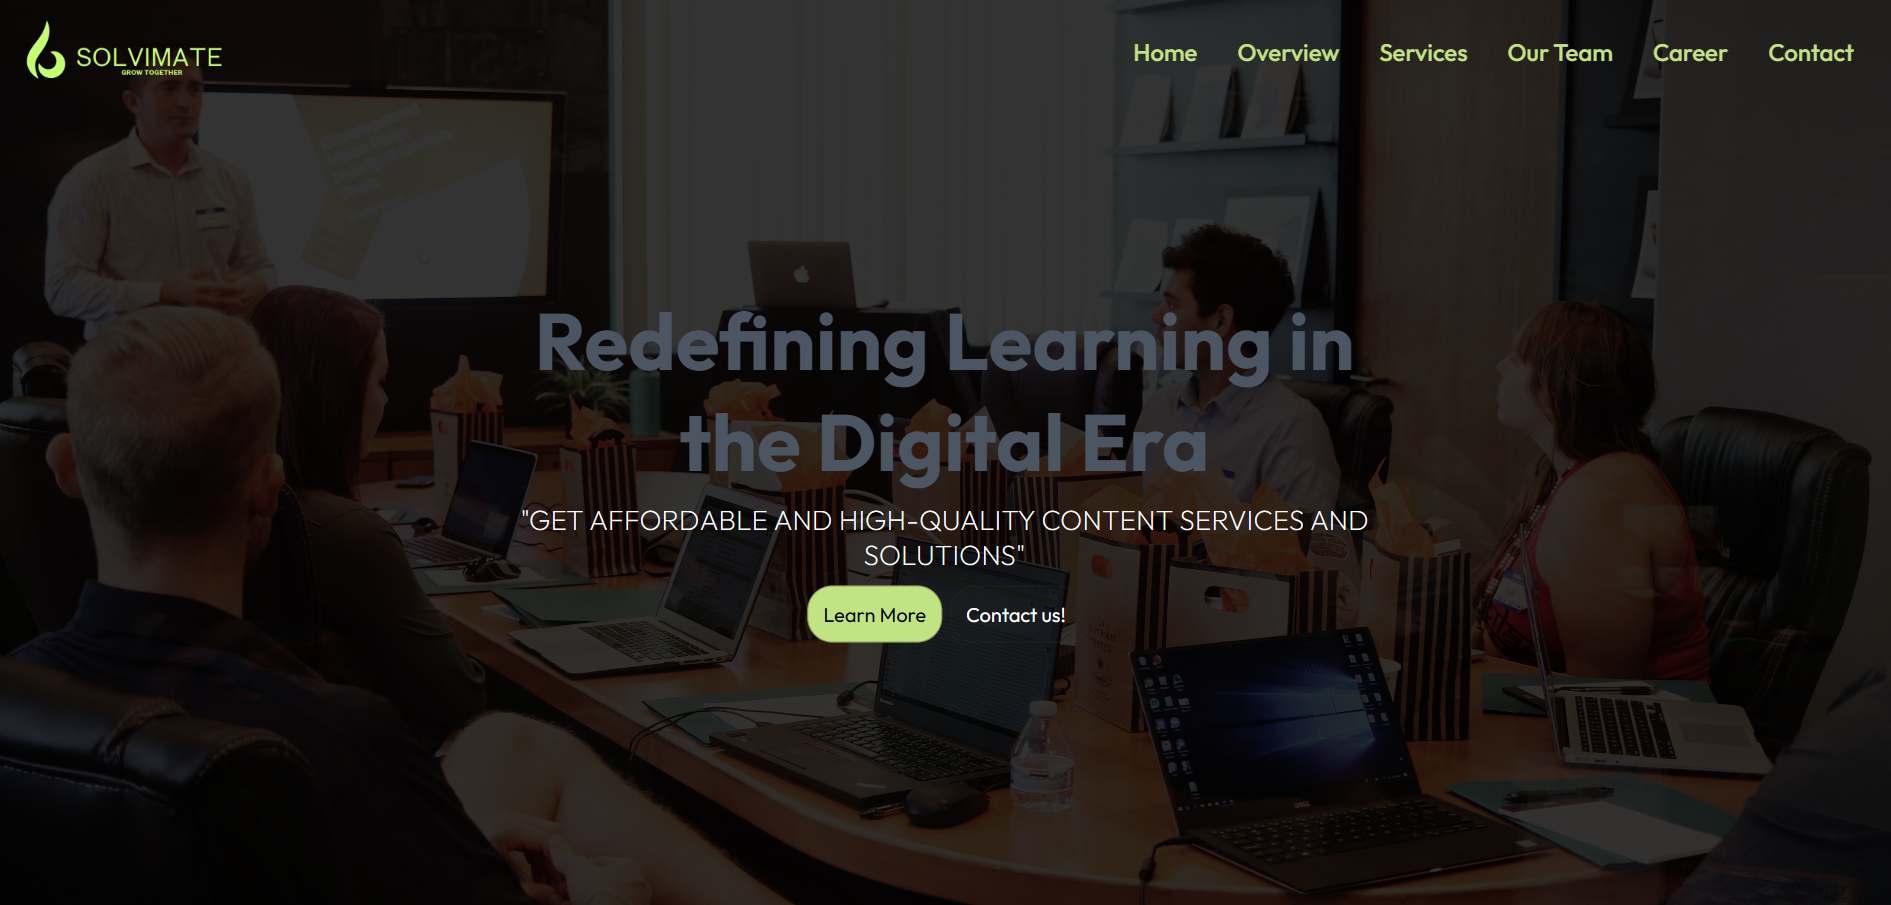 SOLVIMATE
GROW TOGETHER
Home Overview Services Our Team Career Contact
Redefining Learning in
the Digital Era
"GET AFFORDABLE AND HIGH-QUALITY CONTENT SERVICES AND
SOLUTIONS"
Learn More Contact us!
DELL